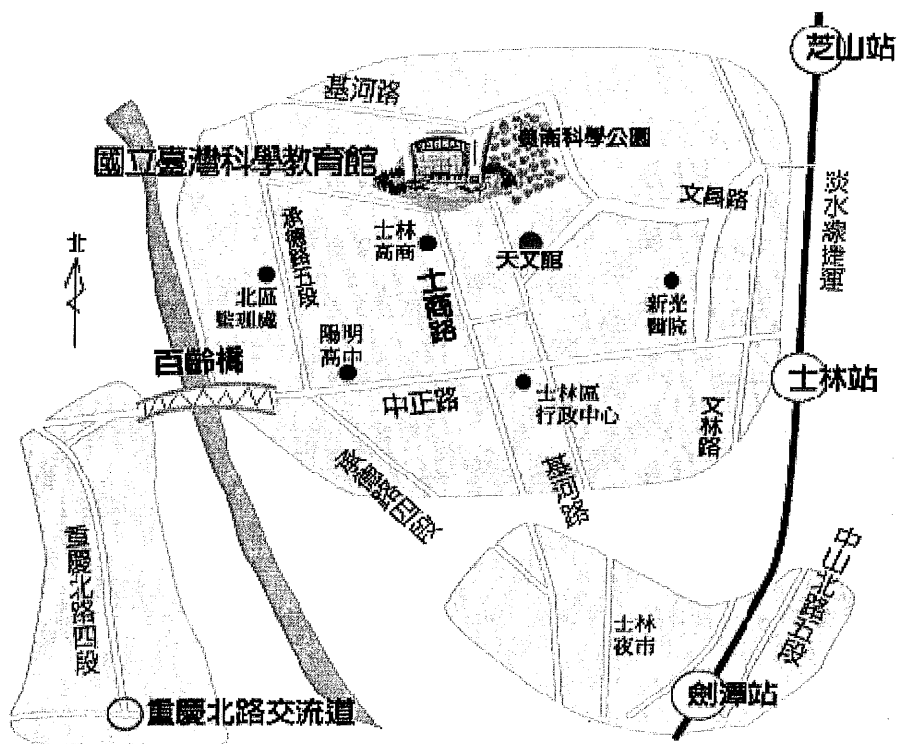 芝山站
基河路
美崙科學公園
國立臺灣科學教育館
文昌路
淡水線捷運
北
承德路五段
士林
高商
天文館
士商路
北區
監理處
新光
醫院
陽明
高中
百齡橋
士林站
中正路
士林區
行政中心
文林路
承德路四段
基河路
重慶北路四段
中山北路五段
士林
夜市
劍潭站
重慶北路交流道